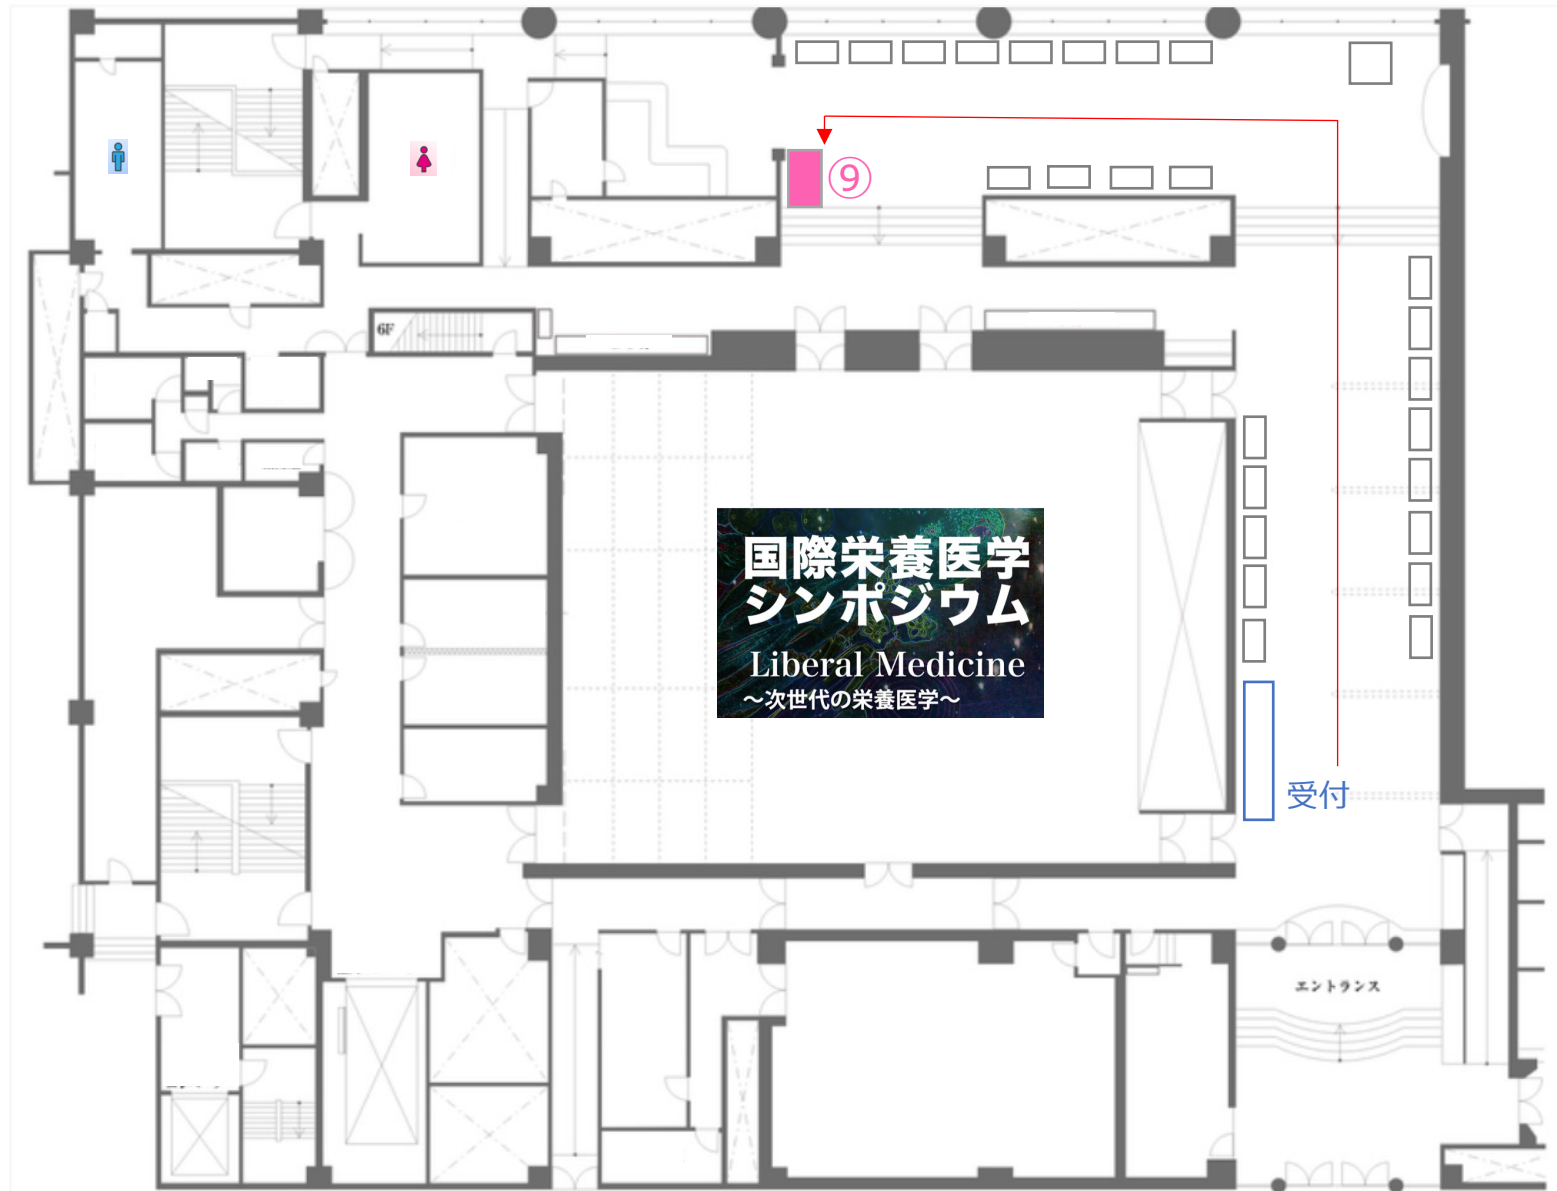 ⑨
6F
国際栄養医学
シンポジウム
Liberal Medicine
～次世代の栄養医学～
受付
エントランス